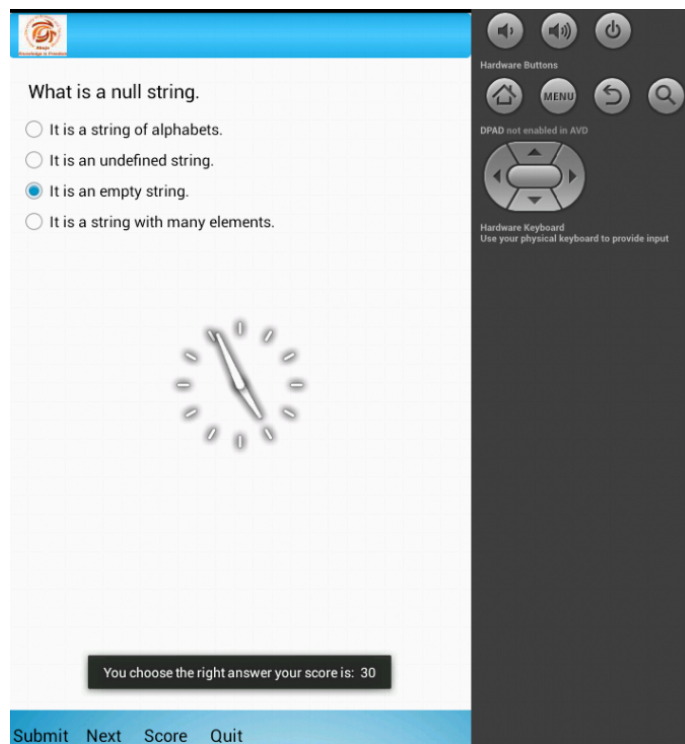 What is a null string.
It is a string of alphabets.
It is an undefined string.
It is an empty string.
It is a string with many elements.
You choose the right answer your score is: 30
Submit Next Score Quit
Hardware Buttons
MENU
DPAD not enabled in AVD
Hardware Keyboard
Use your physical keyboard to provide input